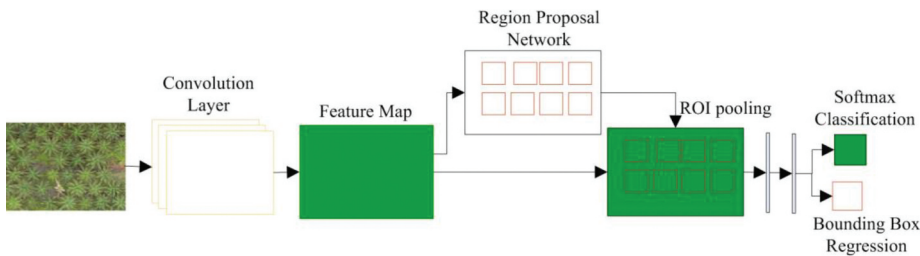 Region Proposal
Network
Convolution
Layer
Feature Map
ROI pooling
Softmax
Classification
Bounding Box
Regression